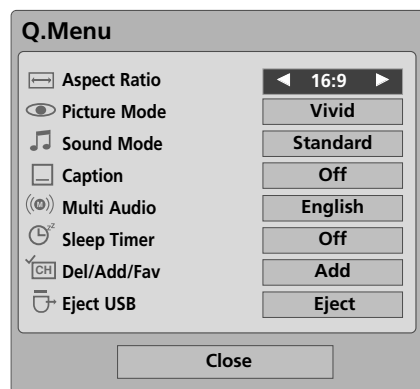 Q.Menu
Aspect Ratio ◄ 16:9 ►
Picture Mode Vivid
Sound Mode Standard
Caption Off
Multi Audio English
Sleep Timer Off
CH Del/Add/Fav Add
Eject USB Eject
Close